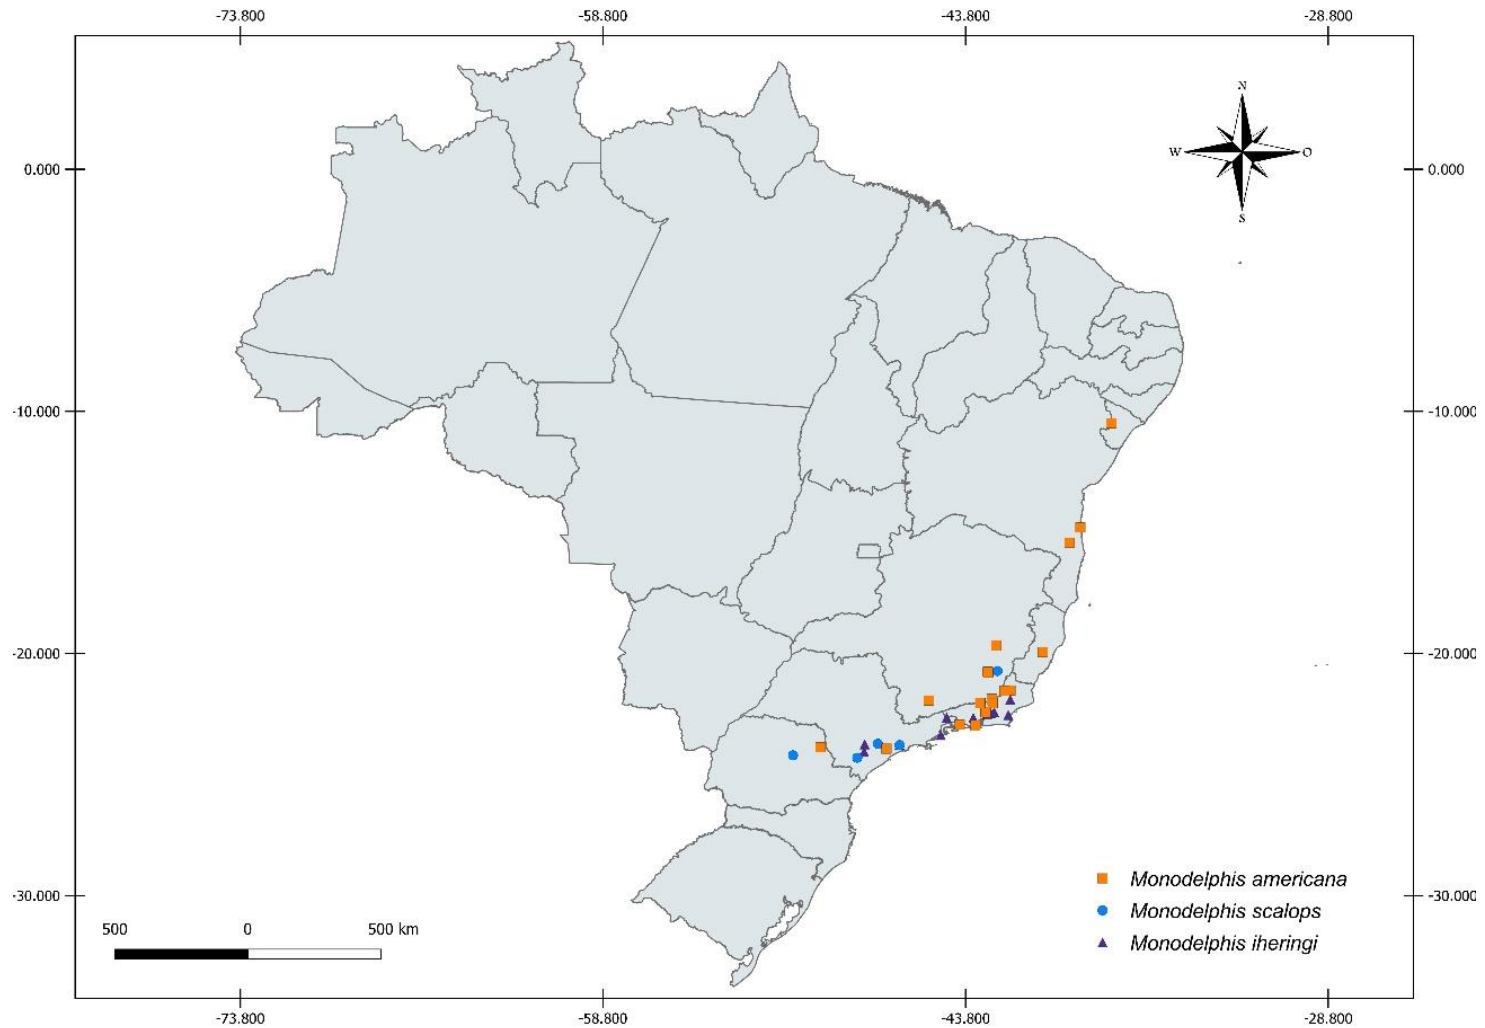 -73.800 -58.800 -43.800 -28.800
N
W O
S
0.000 0.000
-10.000 -10.000
-20.000 -20.000
-30.000 -30.000
Monodelphis americana
Monodelphis scalops
Monodelphis iheringi
500 0 500 km
-73.800 -58.800 -43.800 -28.800